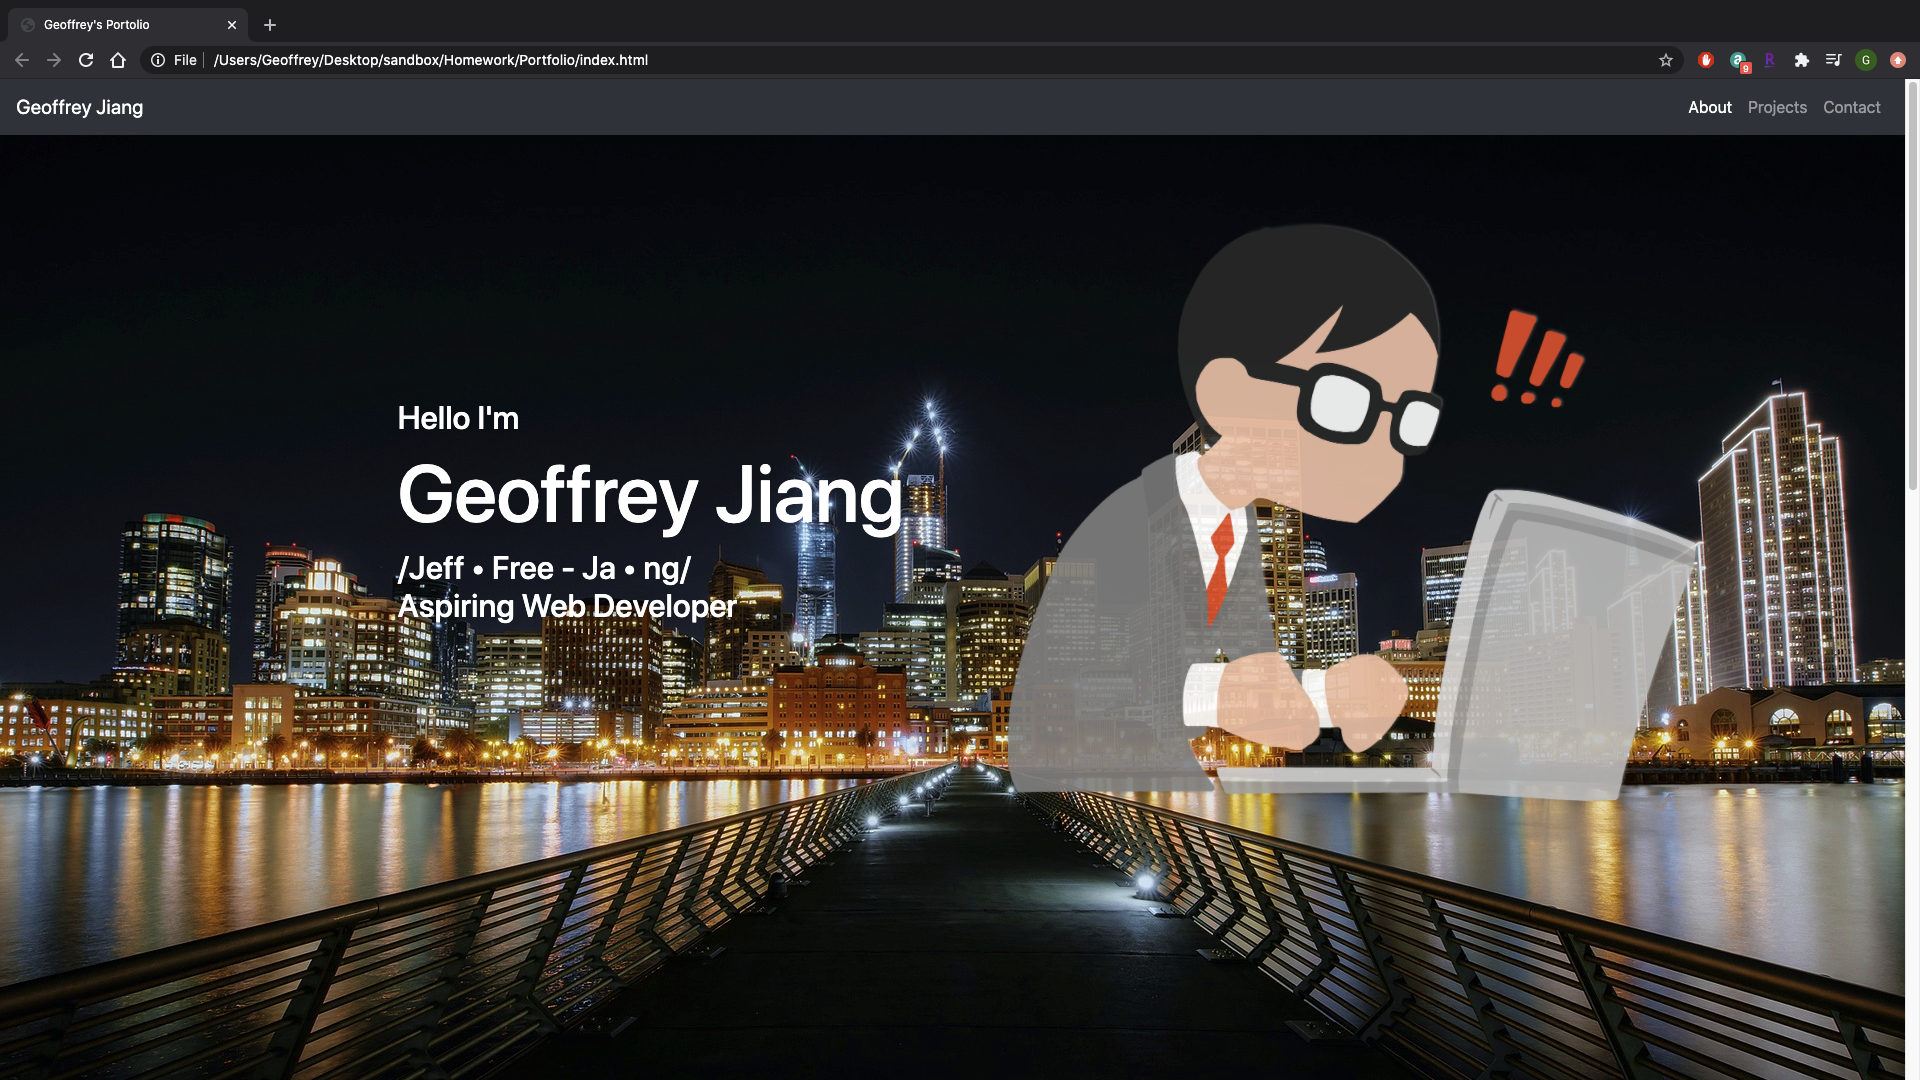 Geoffrey's Portolio
File /Users/Geoffrey/Desktop/sandbox/Homework/Portfolio/index.html
9
R
G
Geoffrey Jiang
About Projects Contact
!!!
Hello I'm
Geoffrey Jiang
/Jeff • Free - Ja • ng/
Aspiring Web Developer